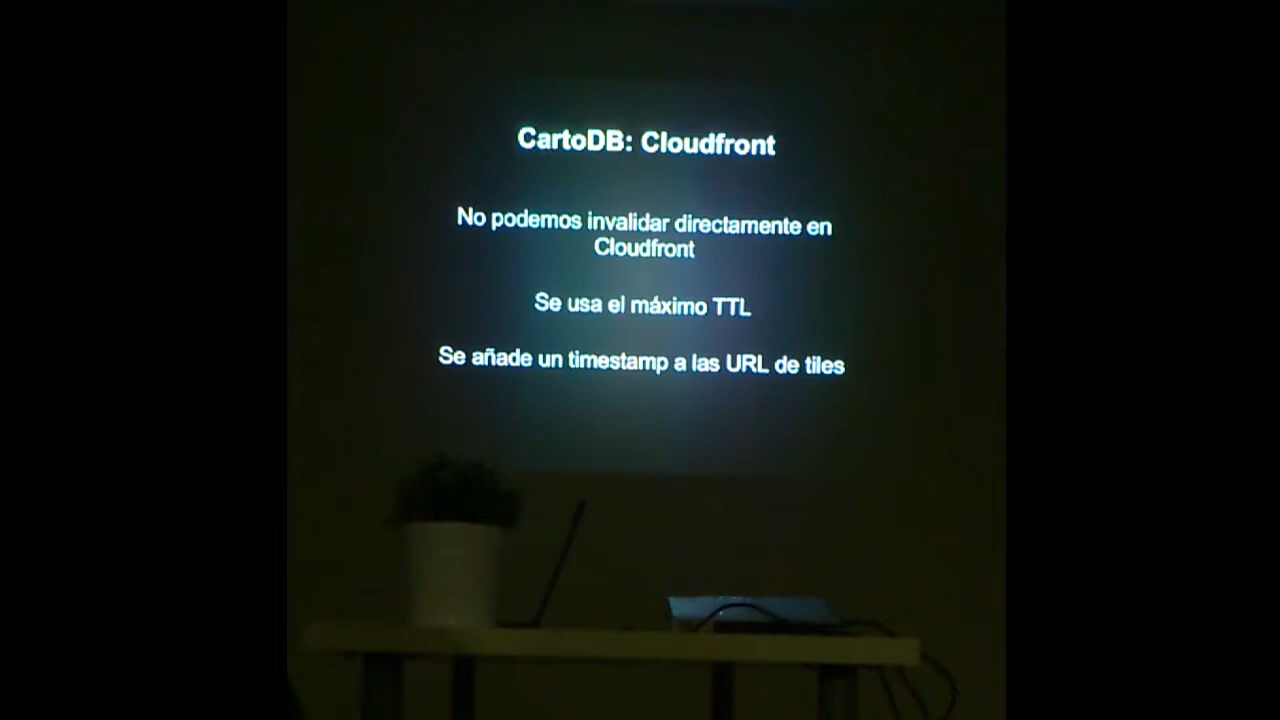 CartoDB: Cloudfront
No podemos invalidar directamente en
Cloudfront
Se usa el máximo TTL
Se añade un timestamp a las URL de tiles